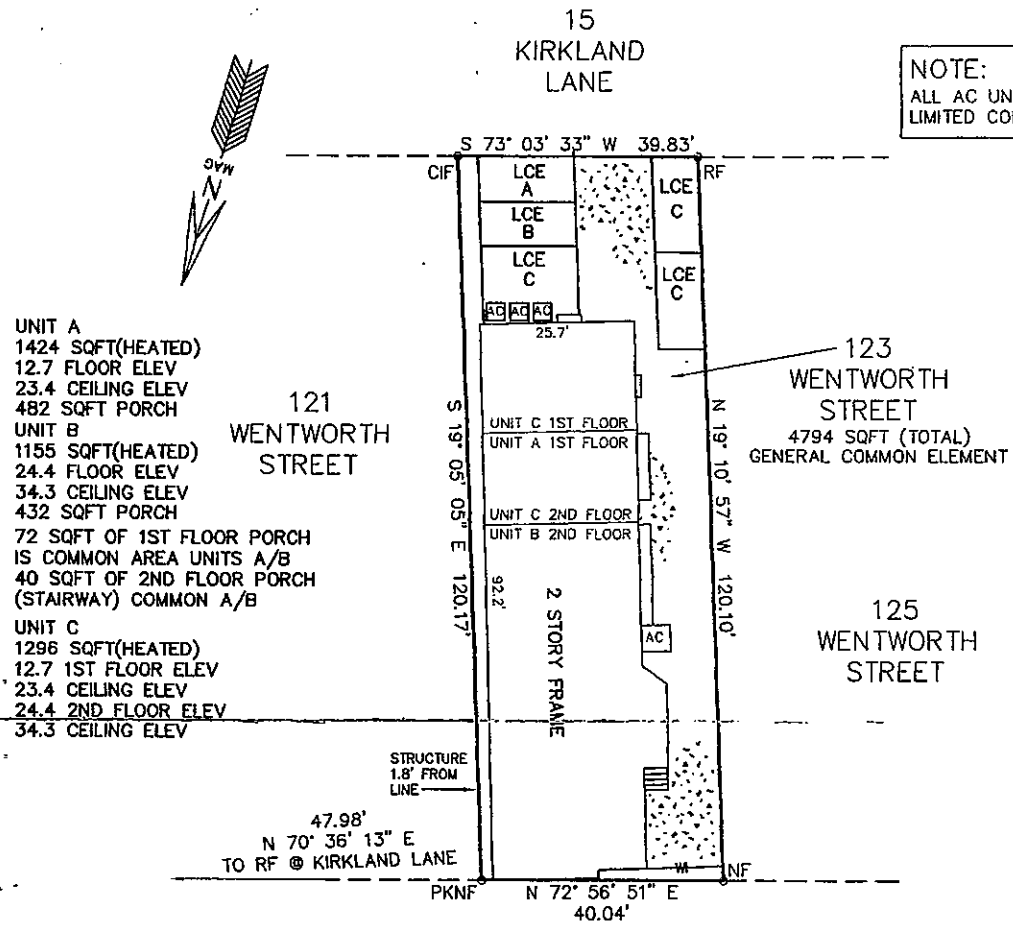 15
KIRKLAND
LANE
NOTE:
ALL AC UN
LIMITED CO
MAG
N
S 73° 03' 33" W 39.83'
CIF
RF
LCE
A
LCE
B
LCE
C
LCE
C
LCE
C
AC AC AC
25.7'
UNIT A
1424 SQFT(HEATED)
12.7 FLOOR ELEV
23.4 CEILING ELEV
482 SQFT PORCH
UNIT B
1155 SQFT(HEATED)
24.4 FLOOR ELEV
34.3 CEILING ELEV
432 SQFT PORCH
72 SQFT OF 1ST FLOOR PORCH
IS COMMON AREA UNITS A/B
40 SQFT OF 2ND FLOOR PORCH
(STAIRWAY) COMMON A/B
UNIT C
1296 SQFT(HEATED)
12.7 1ST FLOOR ELEV
23.4 CEILING ELEV
24.4 2ND FLOOR ELEV
34.3 CEILING ELEV
121
WENTWORTH
STREET
S 19° 05' 05" E 120.17'
UNIT C 1ST FLOOR
UNIT A 1ST FLOOR
UNIT C 2ND FLOOR
UNIT B 2ND FLOOR
92.2'
2 STORY FRAME
AC
N 19° 10' 57" W 120.10'
123
WENTWORTH
STREET
4794 SQFT (TOTAL)
GENERAL COMMON ELEMENT
125
WENTWORTH
STREET
STRUCTURE
1.8' FROM
LINE
47.98'
N 70° 36' 13" E
TO RF @ KIRKLAND LANE
PKNF
N 72° 56' 51" E
40.04'
NF